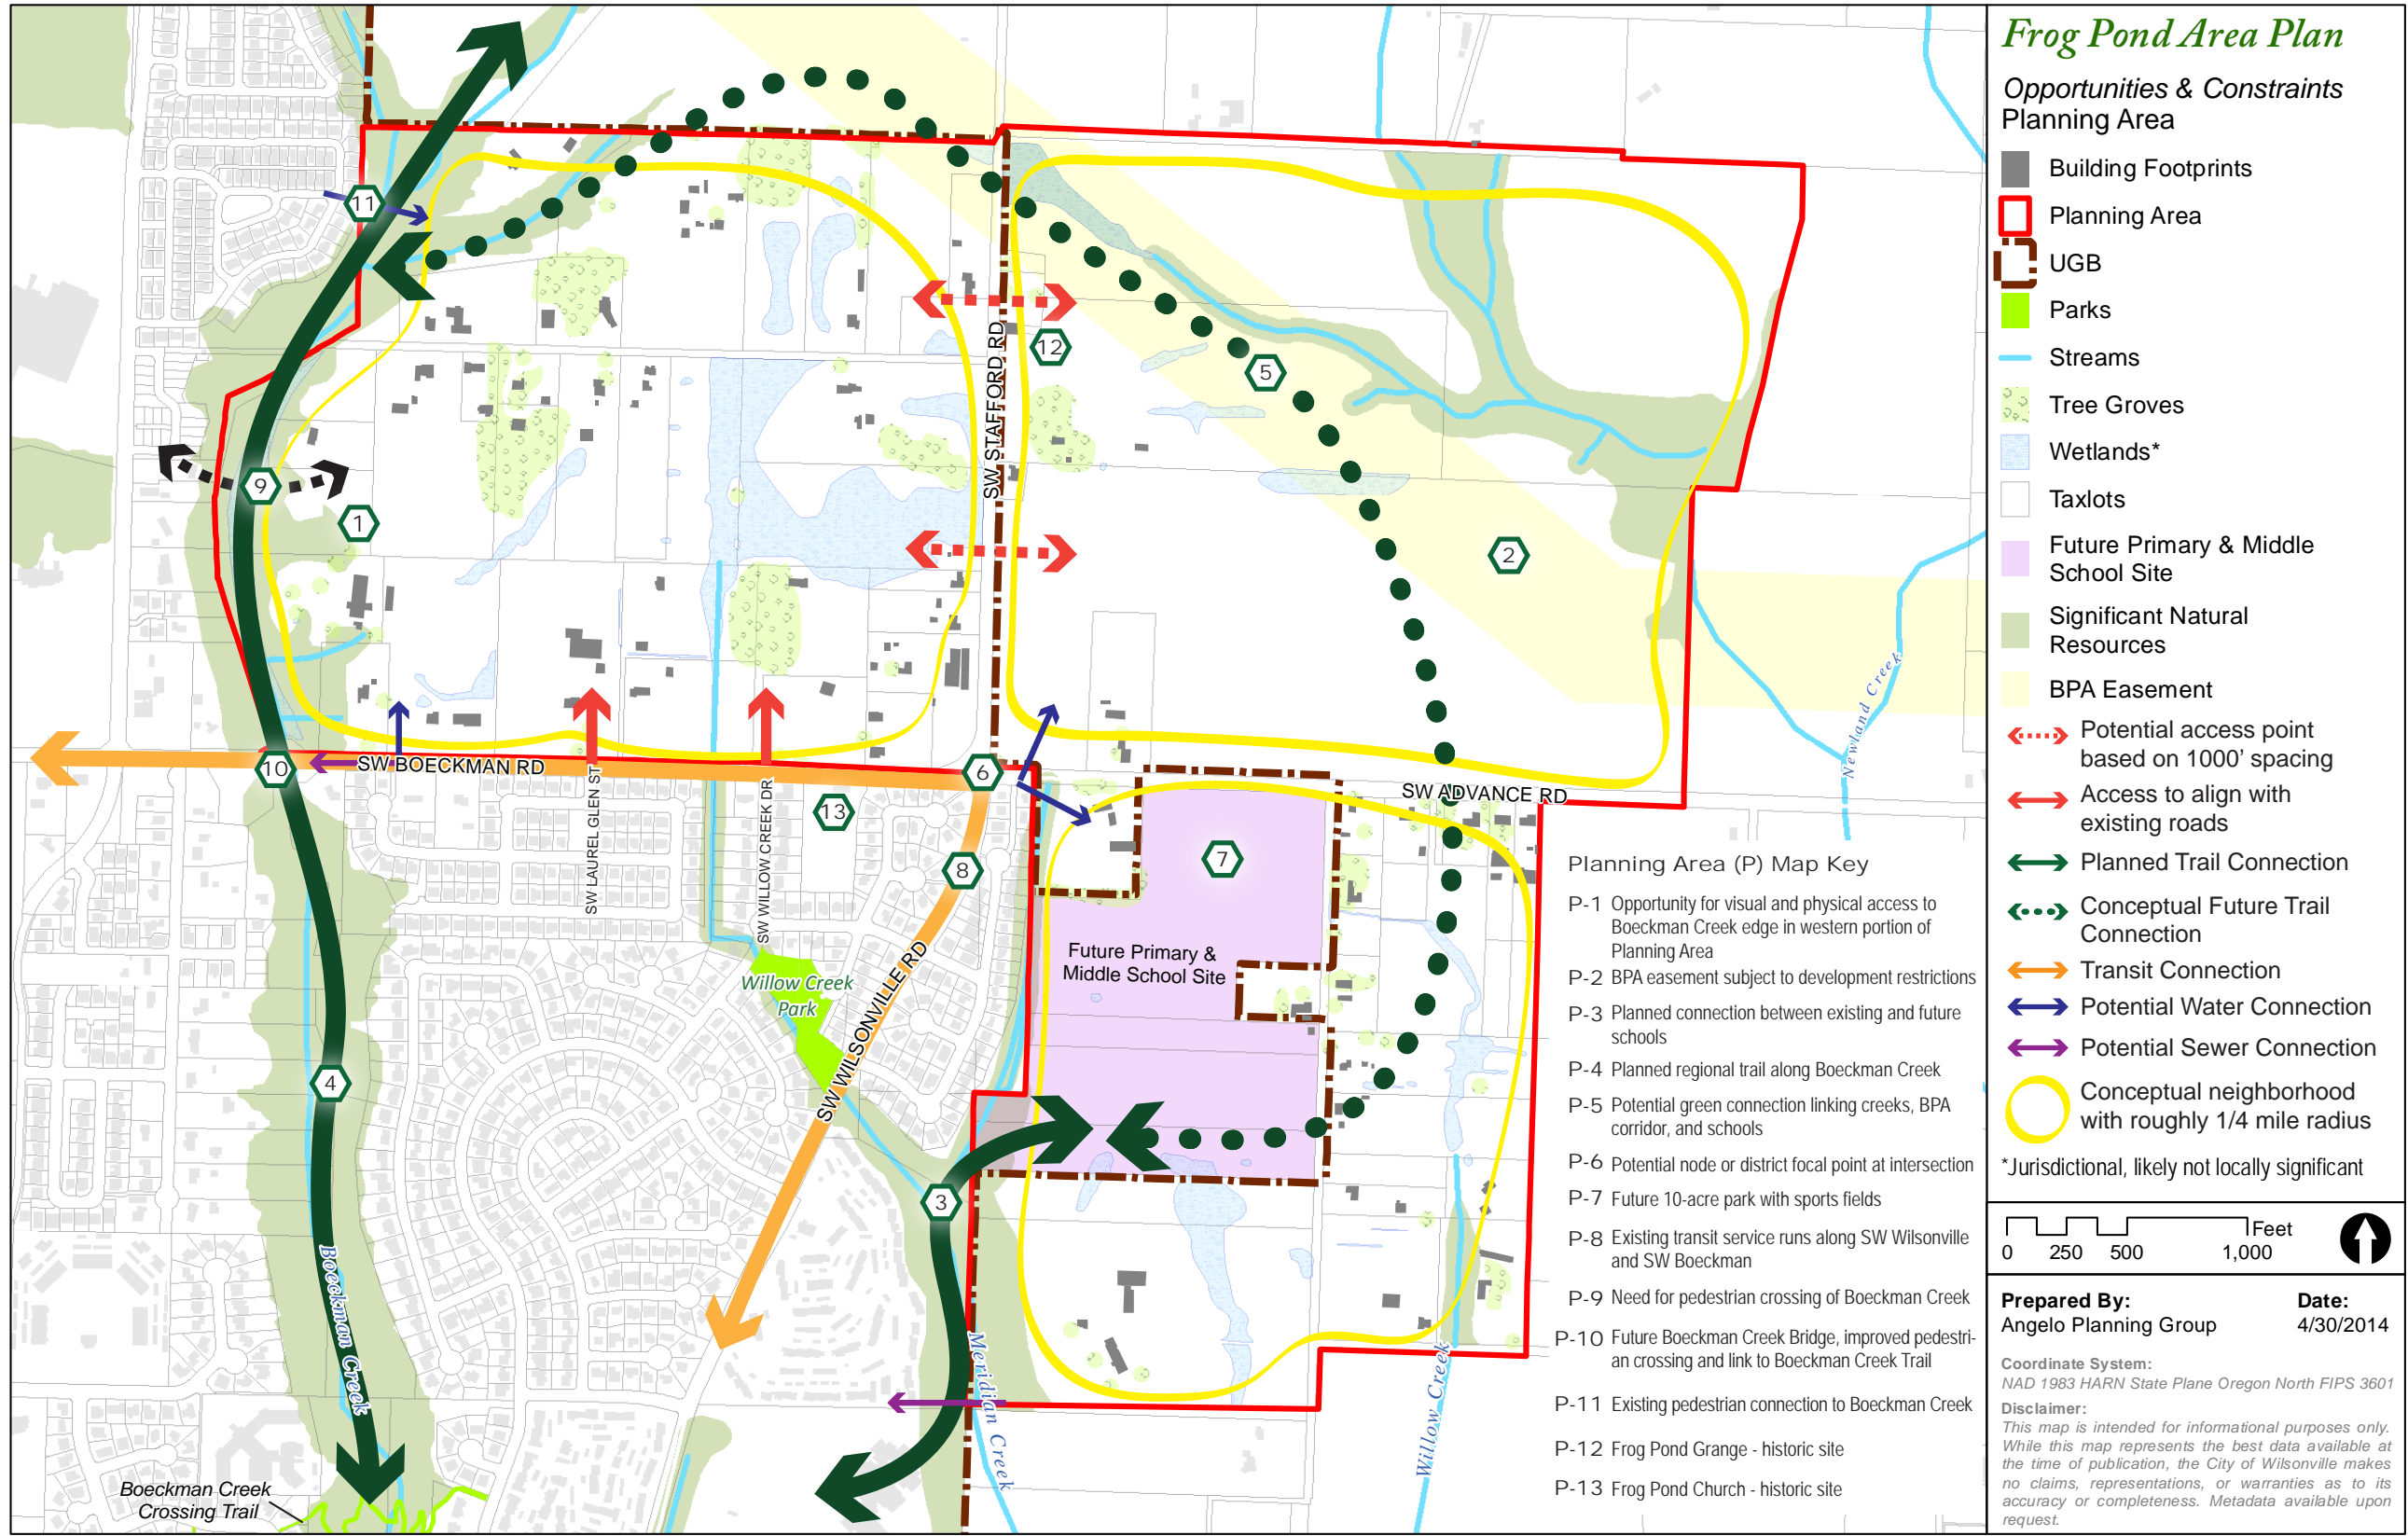 Frog Pond Area Plan
Opportunities & Constraints
Planning Area
Building Footprints
Planning Area
UGB
Parks
Streams
Tree Groves
Wetlands*
Taxlots
Future Primary & Middle
School Site
Significant Natural
Resources
BPA Easement
Potential access point
based on 1000’ spacing
Access to align with
existing roads
Planned Trail Connection
Conceptual Future Trail
Connection
Transit Connection
Potential Water Connection
Potential Sewer Connection
Conceptual neighborhood
with roughly 1/4 mile radius
*Jurisdictional, likely not locally significant
0 250 500 1,000
Feet
Prepared By:
Angelo Planning Group
Date:
4/30/2014
Coordinate System:
NAD 1983 HARN State Plane Oregon North FIPS 3601
Disclaimer:
This map is intended for informational purposes only.
While this map represents the best data available at
the time of publication, the City of Wilsonville makes
no claims, representations, or warranties as to its
accuracy or completeness. Metadata available upon
request.
Planning Area (P) Map Key
P-1 Opportunity for visual and physical access to
Boeckman Creek edge in western portion of
Planning Area
P-2 BPA easement subject to development restrictions
P-3 Planned connection between existing and future
schools
P-4 Planned regional trail along Boeckman Creek
P-5 Potential green connection linking creeks, BPA
corridor, and schools
P-6 Potential node or district focal point at intersection
P-7 Future 10-acre park with sports fields
P-8 Existing transit service runs along SW Wilsonville
and SW Boeckman
P-9 Need for pedestrian crossing of Boeckman Creek
P-10 Future Boeckman Creek Bridge, improved pedestri-
an crossing and link to Boeckman Creek Trail
P-11 Existing pedestrian connection to Boeckman Creek
P-12 Frog Pond Grange - historic site
P-13 Frog Pond Church - historic site
11
12
5
9
1
2
10
6
13
8
7
4
3
SW STAFFORD RD
SW BOECKMAN RD
SW ADVANCE RD
SW LAUREL GLEN ST
SW WILLOW CREEK DR
SW WILSONVILLE RD
Willow Creek
Park
Future Primary &
Middle School Site
Newland Creek
Boeckman Creek
Meridian Creek
Willow Creek
Boeckman Creek
Crossing Trail